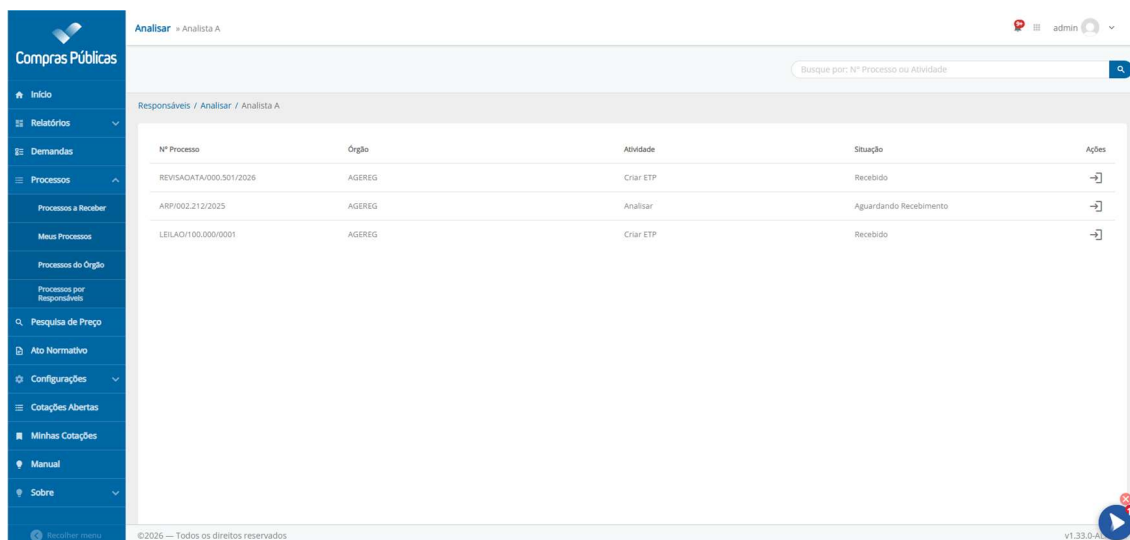 Compras Públicas
Início
Relatórios
Demandas
Processos
Processos a Receber
Meus Processos
Processos do Órgão
Processos por
Responsáveis
Pesquisa de Preço
Ato Normativo
Configurações
Cotações Abertas
Minhas Cotações
Manual
Sobre
Recolher menu
Analisar » Analista A
9+
admin
Busque por: Nº Processo ou Atividade
Responsáveis / Analisar / Analista A
Nº Processo Órgão Atividade Situação Ações
REVISAOATA/000.501/2026 AGEREG Criar ETP Recebido
ARP/002.212/2025 AGEREG Analisar Aguardando Recebimento
LEILAO/100.000/0001 AGEREG Criar ETP Recebido
©2026 — Todos os direitos reservados
v1.33.0-